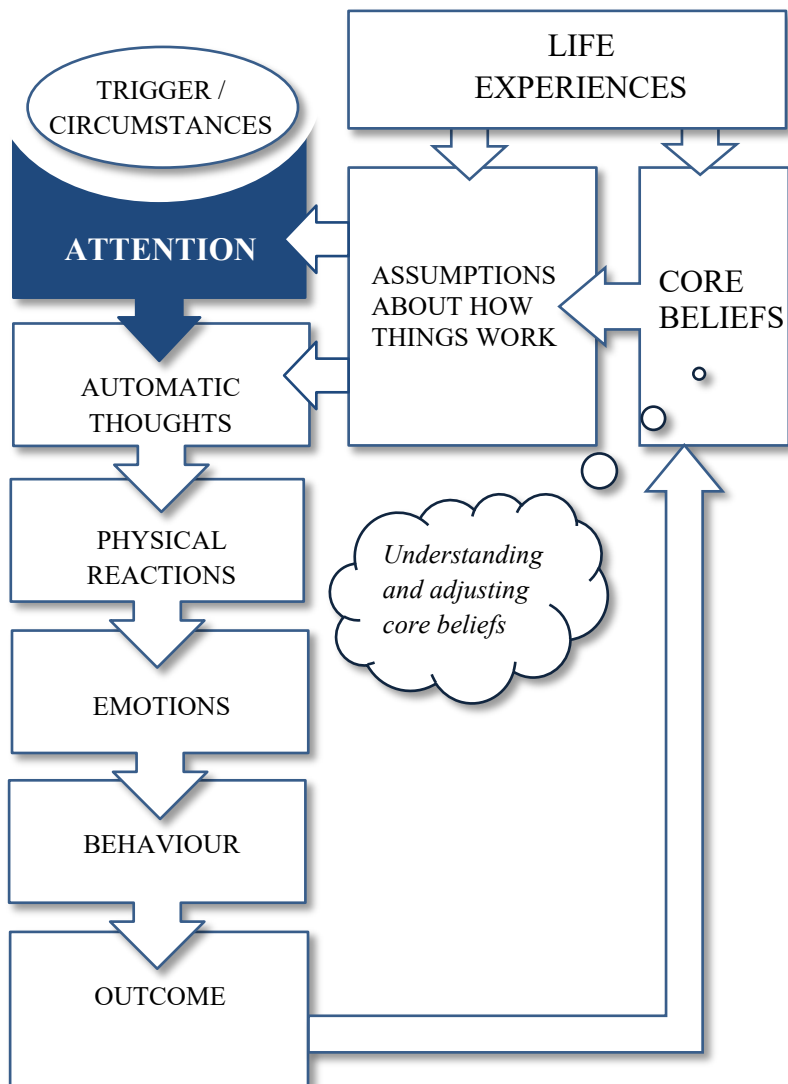 LIFE
EXPERIENCES
TRIGGER /
CIRCUMSTANCES
ATTENTION
ASSUMPTIONS
ABOUT HOW
THINGS WORK
CORE
BELIEFS
AUTOMATIC
THOUGHTS
PHYSICAL
REACTIONS
Understanding
and adjusting
core beliefs
EMOTIONS
BEHAVIOUR
OUTCOME